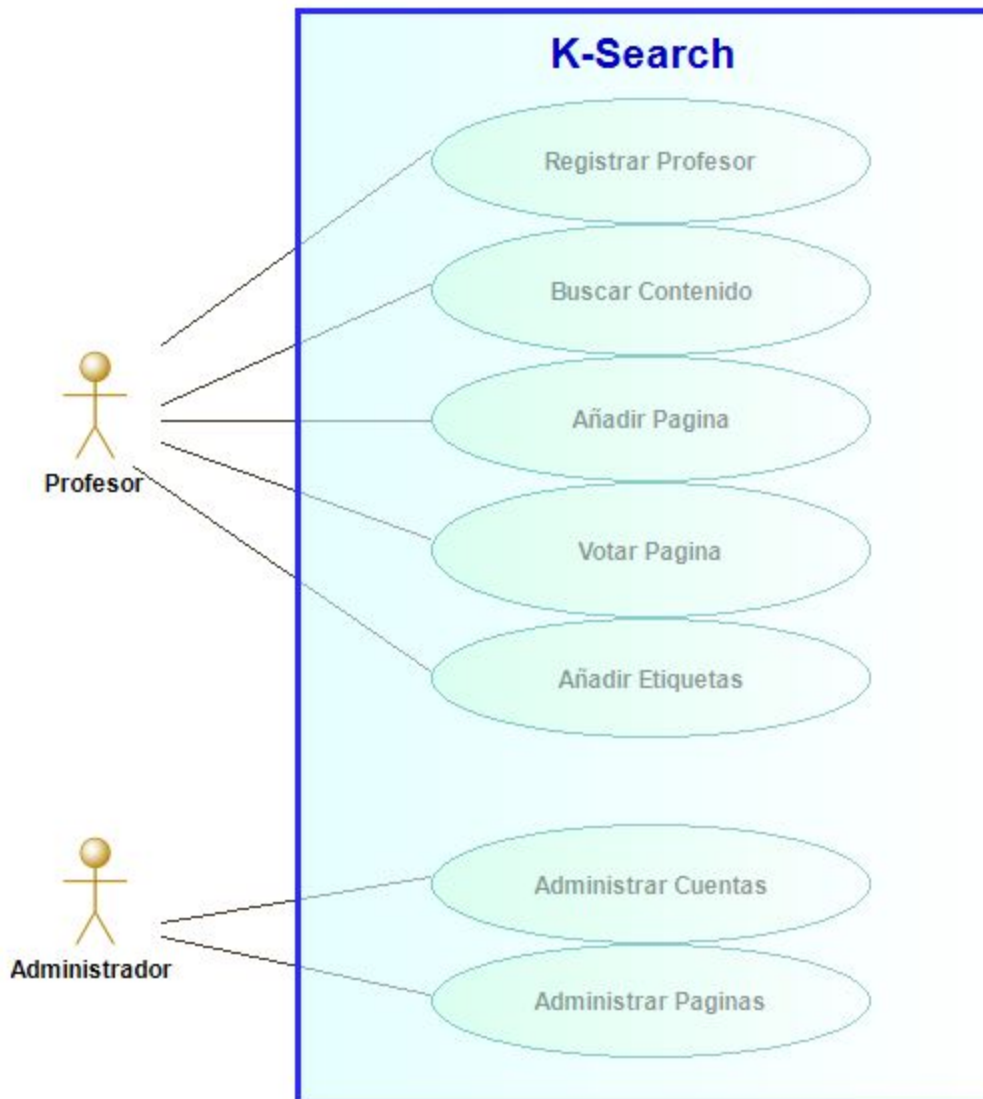 K-Search
Registrar Profesor
Buscar Contenido
Añadir Pagina
Profesor
Votar Pagina
Añadir Etiquetas
Administrar Cuentas
Administrador
Administrar Paginas